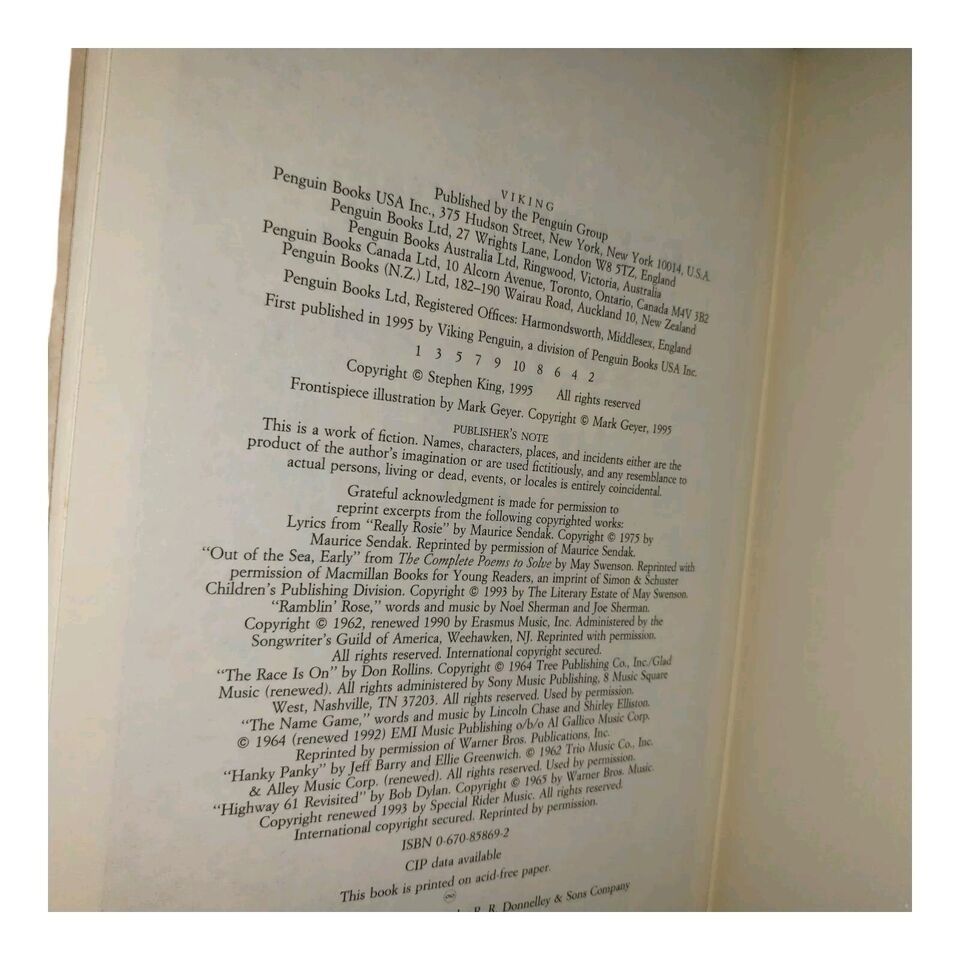 VIKING
Published by the Penguin Group
Penguin Books USA Inc., 375 Hudson Street, New York, New York 10014, U.S.A.
Penguin Books Ltd, 27 Wrights Lane, London W8 5TZ, England
Penguin Books Australia Ltd, Ringwood, Victoria, Australia
Penguin Books Canada Ltd, 10 Alcorn Avenue, Toronto, Ontario, Canada M4V 3B2
Penguin Books (N.Z.) Ltd, 182–190 Wairau Road, Auckland 10, New Zealand
Penguin Books Ltd, Registered Offices: Harmondsworth, Middlesex, England
First published in 1995 by Viking Penguin, a division of Penguin Books USA Inc.
1 3 5 7 9 10 8 6 4 2
Copyright © Stephen King, 1995 All rights reserved
Frontispiece illustration by Mark Geyer. Copyright © Mark Geyer, 1995
PUBLISHER'S NOTE
This is a work of fiction. Names, characters, places, and incidents either are the
product of the author's imagination or are used fictitiously, and any resemblance to
actual persons, living or dead, events, or locales is entirely coincidental.
Grateful acknowledgment is made for permission to
reprint excerpts from the following copyrighted works:
Lyrics from "Really Rosie" by Maurice Sendak. Copyright © 1975 by
Maurice Sendak. Reprinted by permission of Maurice Sendak.
"Out of the Sea, Early" from The Complete Poems to Solve by May Swenson. Reprinted with
permission of Macmillan Books for Young Readers, an imprint of Simon & Schuster
Children's Publishing Division. Copyright © 1993 by The Literary Estate of May Swenson.
"Ramblin' Rose," words and music by Noel Sherman and Joe Sherman.
Copyright © 1962, renewed 1990 by Erasmus Music, Inc. Administered by the
Songwriter's Guild of America, Weehawken, NJ. Reprinted with permission.
All rights reserved. International copyright secured.
"The Race Is On" by Don Rollins. Copyright © 1964 Tree Publishing Co., Inc./Glad
Music (renewed). All rights administered by Sony Music Publishing, 8 Music Square
West, Nashville, TN 37203. All rights reserved. Used by permission.
"The Name Game," words and music by Lincoln Chase and Shirley Elliston.
© 1964 (renewed 1992) EMI Music Publishing o/b/o Al Gallico Music Corp.
Reprinted by permission of Warner Bros. Publications, Inc.
"Hanky Panky" by Jeff Barry and Ellie Greenwich. © 1962 Trio Music Co., Inc.
& Alley Music Corp. (renewed). All rights reserved. Used by permission.
"Highway 61 Revisited" by Bob Dylan. Copyright © 1965 by Warner Bros. Music.
Copyright renewed 1993 by Special Rider Music. All rights reserved.
International copyright secured. Reprinted by permission.
ISBN 0-670-85869-2
CIP data available
This book is printed on acid-free paper.
R. R. Donnelley & Sons Company